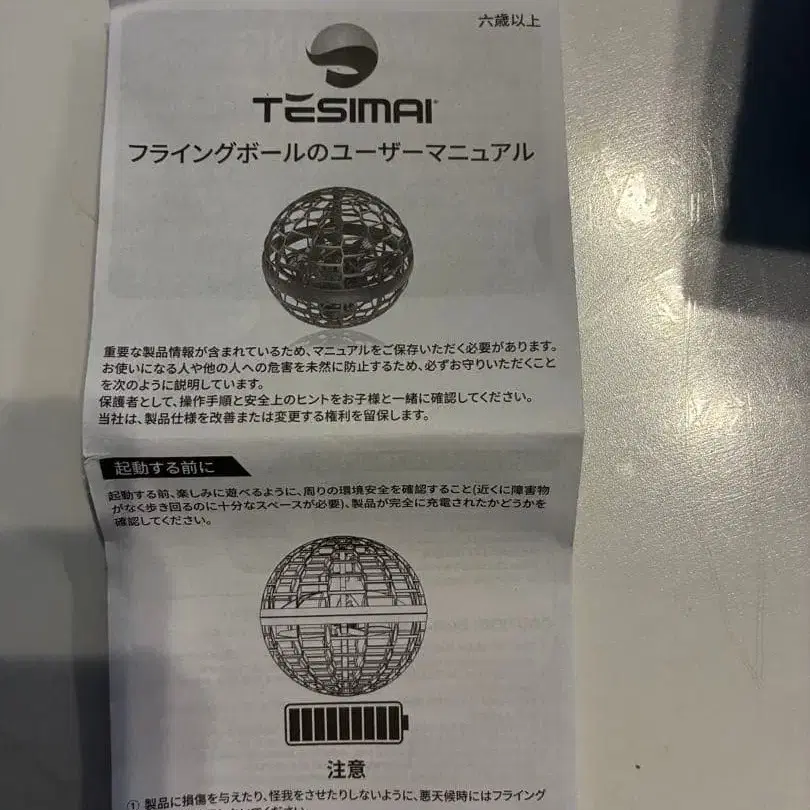 六歳以上
TESIMAI
フライングボールのユーザーマニュアル
重要な製品情報が含まれているため、マニュアルをご保存いただく必要があります。
お使いになる人や他の人への危害を未然に防止するため、必ずお守りいただくこと
を次のように説明しています。
保護者として、操作手順と安全上のヒントをお子様と一緒に確認してください。
当社は、製品仕様を改善または変更する権利を留保します。
起動する前に
起動する前、楽しみに遊べるように、周りの環境安全を確認すること(近くに障害物
がなく歩き回るのに十分なスペースが必要)、製品が完全に充電されたかどうかを
確認してください。
注意
① 製品に損傷を与えたり、怪我をさせたりしないように、悪天候時にはフライング